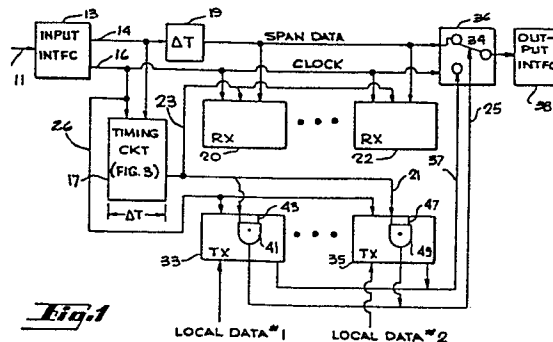 13
14
19
36
INPUT
INTFC
ΔT
SPAN DATA
34
OUT-
PUT
INTFC
11
16
CLOCK
38
23
25
26
TIMING
CKT
(FIG. 3)
RX
RX
37
17
20
22
21
ΔT
43
47
41
49
33
TX
35
TX
Fig.1
LOCAL DATA #1
LOCAL DATA #2